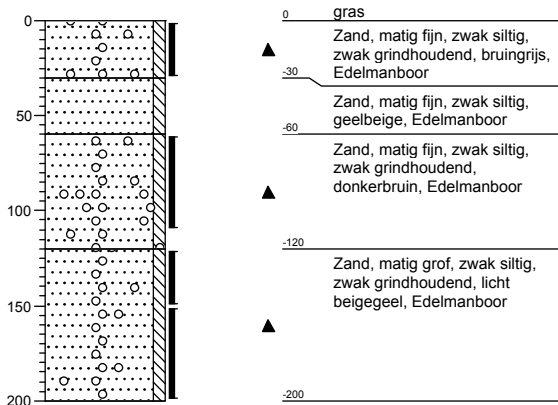 0
50
100
150
200
0
gras
Zand, matig fijn, zwak siltig,
zwak grindhoudend, bruingrijs,
Edelmanboor
-30
Zand, matig fijn, zwak siltig,
geelbeige, Edelmanboor
-60
Zand, matig fijn, zwak siltig,
zwak grindhoudend,
donkerbruin, Edelmanboor
-120
Zand, matig grof, zwak siltig,
zwak grindhoudend, licht
beigegeel, Edelmanboor
-200